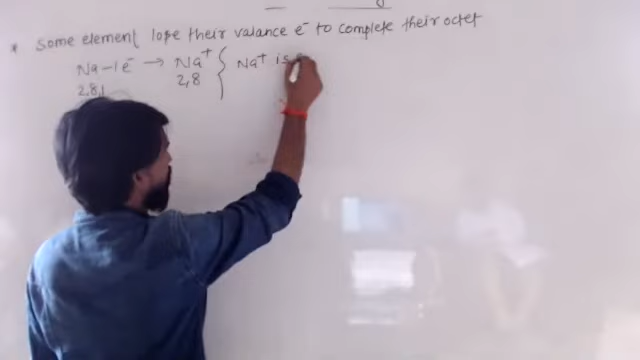 * Some element lose their valance e⁻ to complete their octet
Na -1e⁻ → Na⁺ { Na⁺ is
2,8,1 2,8